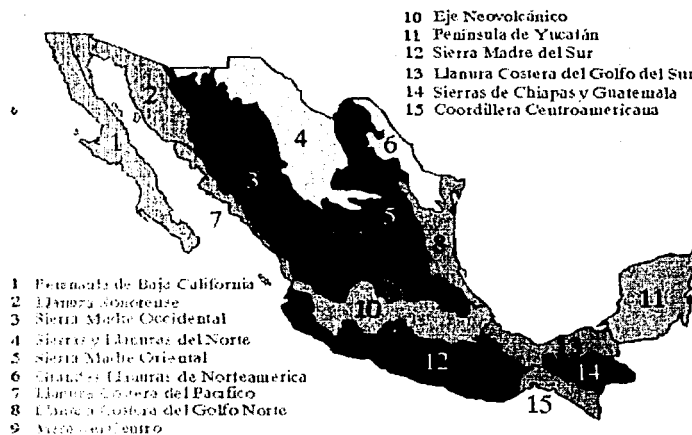 10 Eje Neovolcánico
11 Península de Yucatán
12 Sierra Madre del Sur
13 Llanura Costera del Golfo del Sur
14 Sierras de Chiapas y Guatemala
15 Coordillera Centroamericana
2
4
6
1
3
5
7
8
11
10
13
12
14
15
1 Península de Baja California
2 Llanura Sonorense
3 Sierra Madre Occidental
4 Sierras y Llanuras del Norte
5 Sierra Madre Oriental
6 Grandes Llanuras de Norteamérica
7 Llanura Costera del Pacífico
8 Llanura Costera del Golfo Norte
9 Mesa del Centro